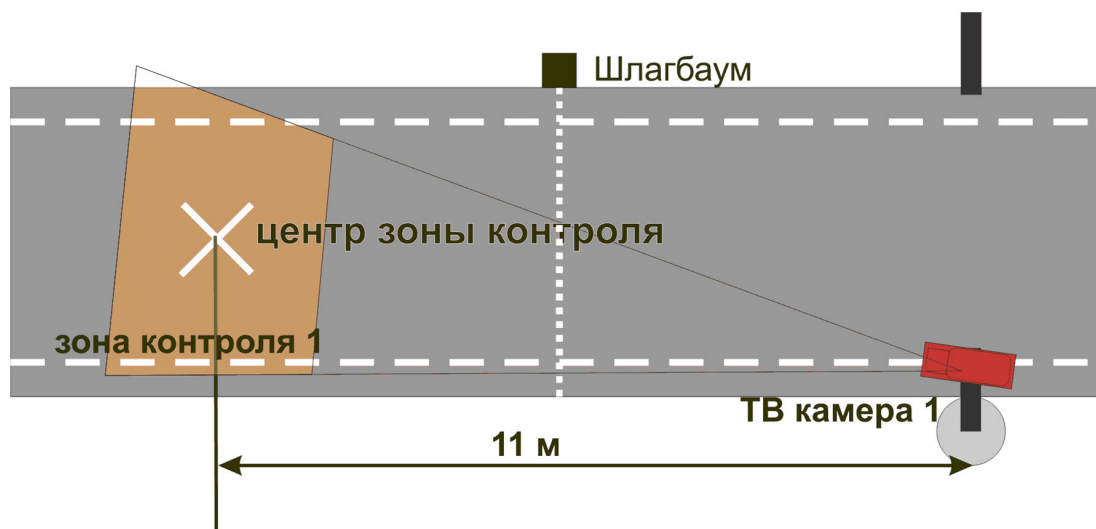 Шлагбаум
центр зоны контроля
зона контроля 1
ТВ камера 1
11 м